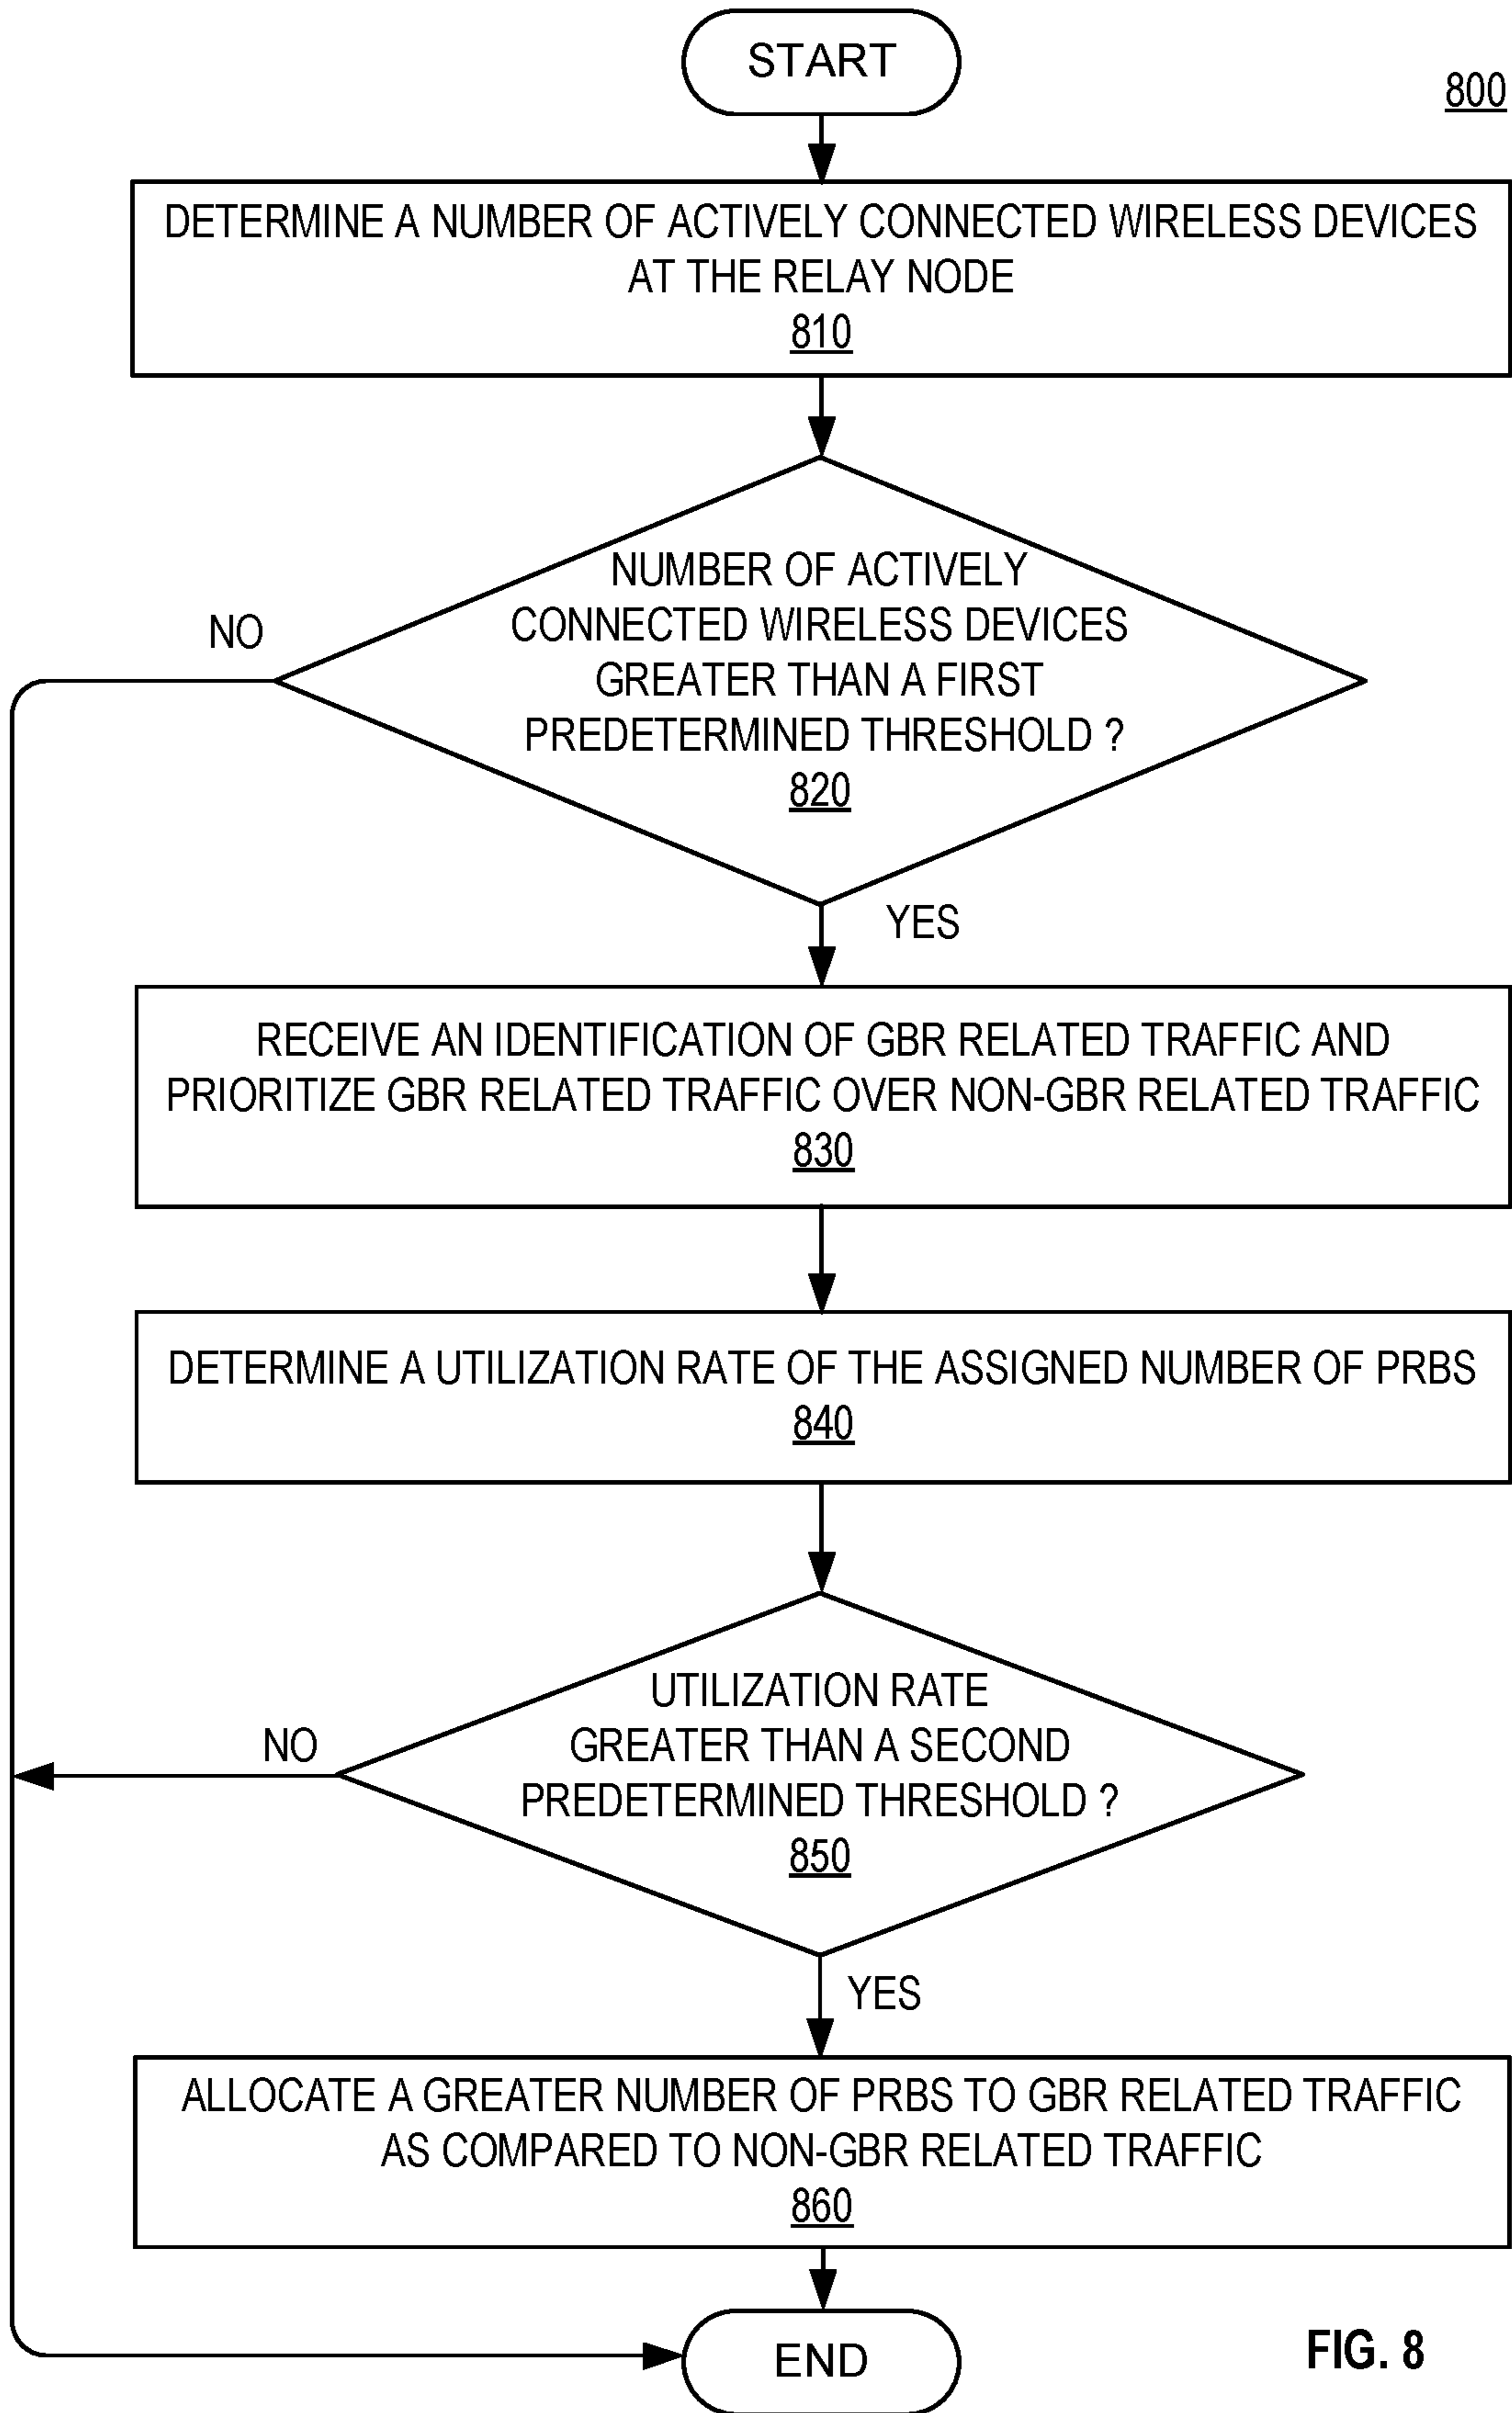 START
800
DETERMINE A NUMBER OF ACTIVELY CONNECTED WIRELESS DEVICES
AT THE RELAY NODE
810
NUMBER OF ACTIVELY
CONNECTED WIRELESS DEVICES
GREATER THAN A FIRST
PREDETERMINED THRESHOLD ?
820
NO
YES
RECEIVE AN IDENTIFICATION OF GBR RELATED TRAFFIC AND
PRIORITIZE GBR RELATED TRAFFIC OVER NON-GBR RELATED TRAFFIC
830
DETERMINE A UTILIZATION RATE OF THE ASSIGNED NUMBER OF PRBS
840
UTILIZATION RATE
GREATER THAN A SECOND
PREDETERMINED THRESHOLD ?
850
NO
YES
ALLOCATE A GREATER NUMBER OF PRBS TO GBR RELATED TRAFFIC
AS COMPARED TO NON-GBR RELATED TRAFFIC
860
END
FIG. 8